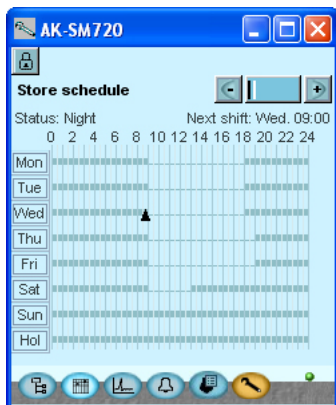 AK-SM720
Store schedule
Status: Night Next shift: Wed. 09:00
0 2 4 6 8 10 12 14 16 18 20 22 24
Mon
Tue
Wed
Thu
Fri
Sat
Sun
Hol